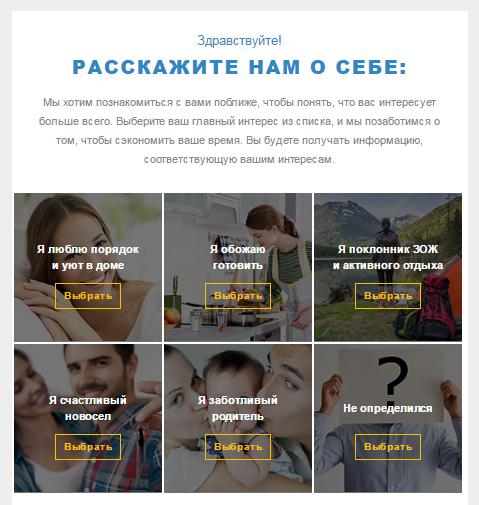 Здравствуйте!
РАССКАЖИТЕ НАМ О СЕБЕ:
Мы хотим познакомиться с вами поближе, чтобы понять, что вас интересует
больше всего. Выберите ваш главный интерес из списка, и мы позаботимся о
том, чтобы сэкономить ваше время. Вы будете получать информацию,
соответствующую вашим интересам.
Я люблю порядок
и уют в доме
Выбрать
Я обожаю
готовить
Выбрать
Я поклонник ЗОЖ
и активного отдыха
Выбрать
Я счастливый
новосел
Выбрать
Я заботливый
родитель
Выбрать
?
Не определился
Выбрать